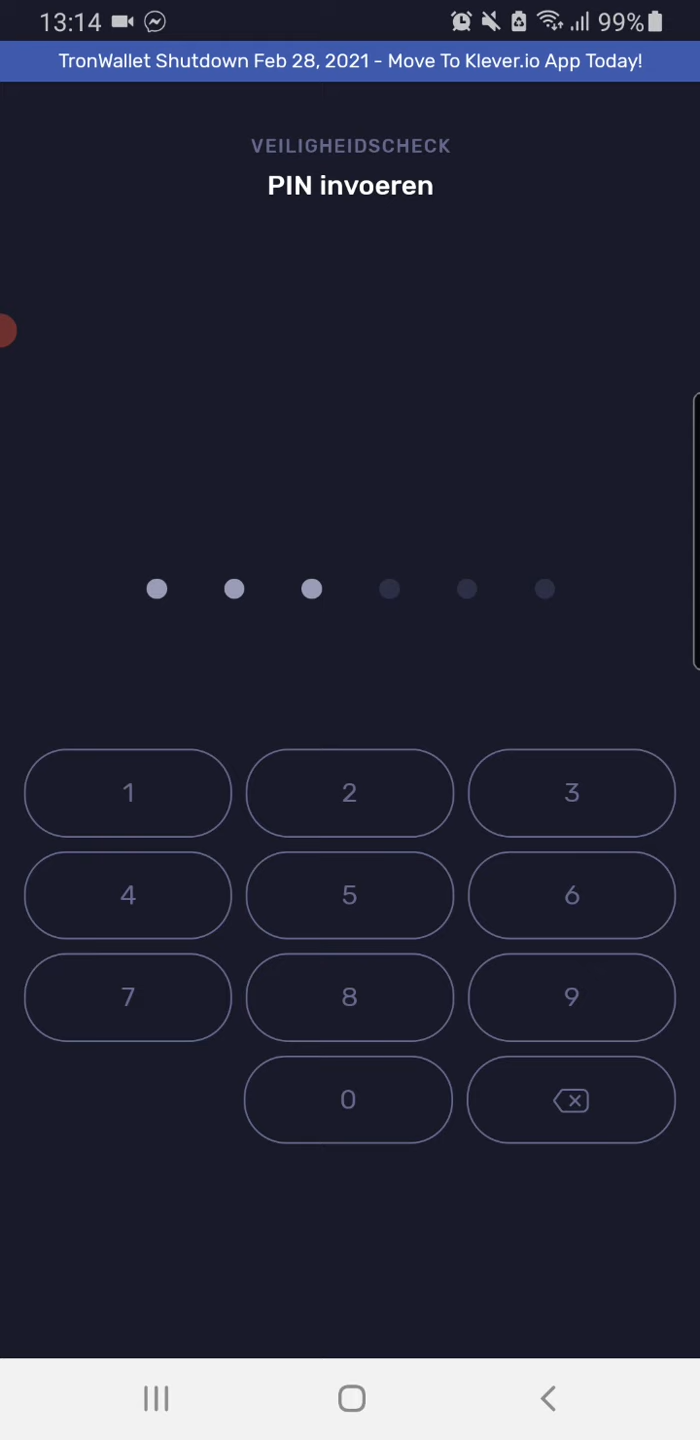 13:14
99%
TronWallet Shutdown Feb 28, 2021 - Move To Klever.io App Today!
VEILIGHEIDSCHECK
PIN invoeren
1 2 3
4 5 6
7 8 9
0